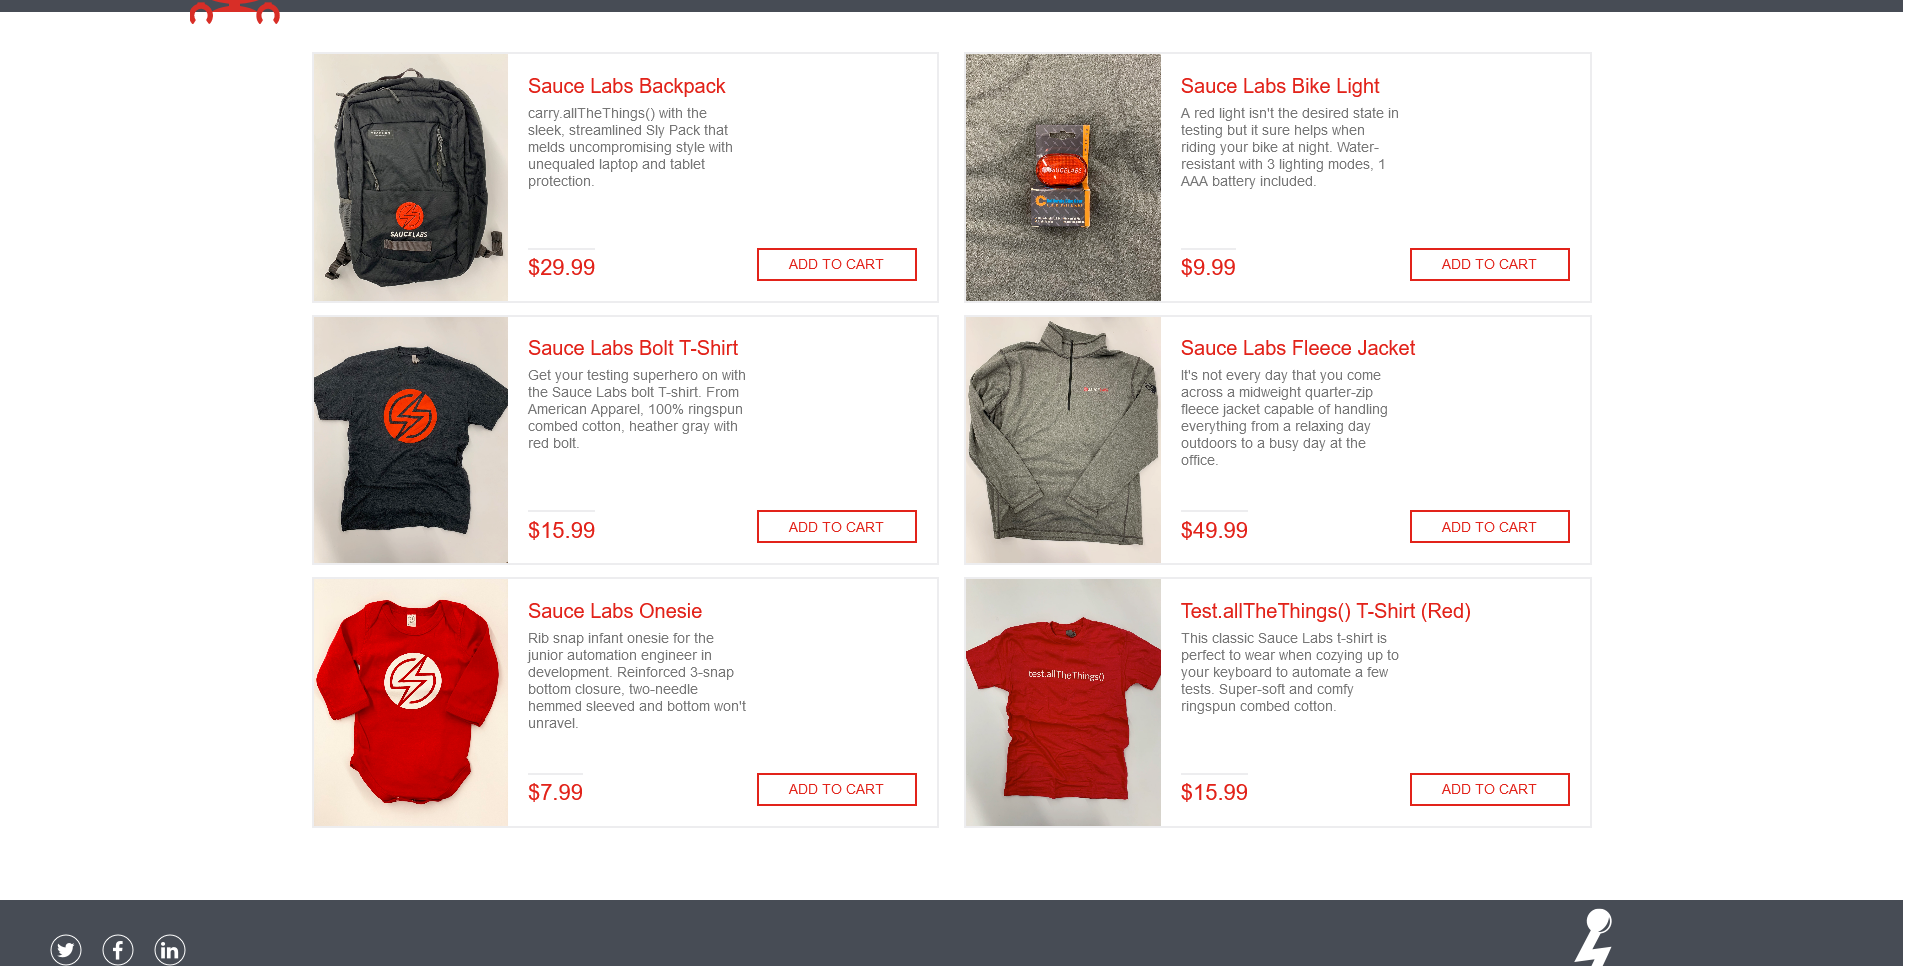 Sauce Labs Backpack
carry.allTheThings() with the
sleek, streamlined Sly Pack that
melds uncompromising style with
unequaled laptop and tablet
protection.
$29.99
ADD TO CART
SAUCELABS
Sauce Labs Bike Light
A red light isn't the desired state in
testing but it sure helps when
riding your bike at night. Water-
resistant with 3 lighting modes, 1
AAA battery included.
$9.99
ADD TO CART
SAUCELABS
Sauce Labs Bolt T-Shirt
Get your testing superhero on with
the Sauce Labs bolt T-shirt. From
American Apparel, 100% ringspun
combed cotton, heather gray with
red bolt.
$15.99
ADD TO CART
Sauce Labs Fleece Jacket
It's not every day that you come
across a midweight quarter-zip
fleece jacket capable of handling
everything from a relaxing day
outdoors to a busy day at the
office.
$49.99
ADD TO CART
Sauce Labs Onesie
Rib snap infant onesie for the
junior automation engineer in
development. Reinforced 3-snap
bottom closure, two-needle
hemmed sleeved and bottom won't
unravel.
$7.99
ADD TO CART
test.allTheThings()
Test.allTheThings() T-Shirt (Red)
This classic Sauce Labs t-shirt is
perfect to wear when cozying up to
your keyboard to automate a few
tests. Super-soft and comfy
ringspun combed cotton.
$15.99
ADD TO CART